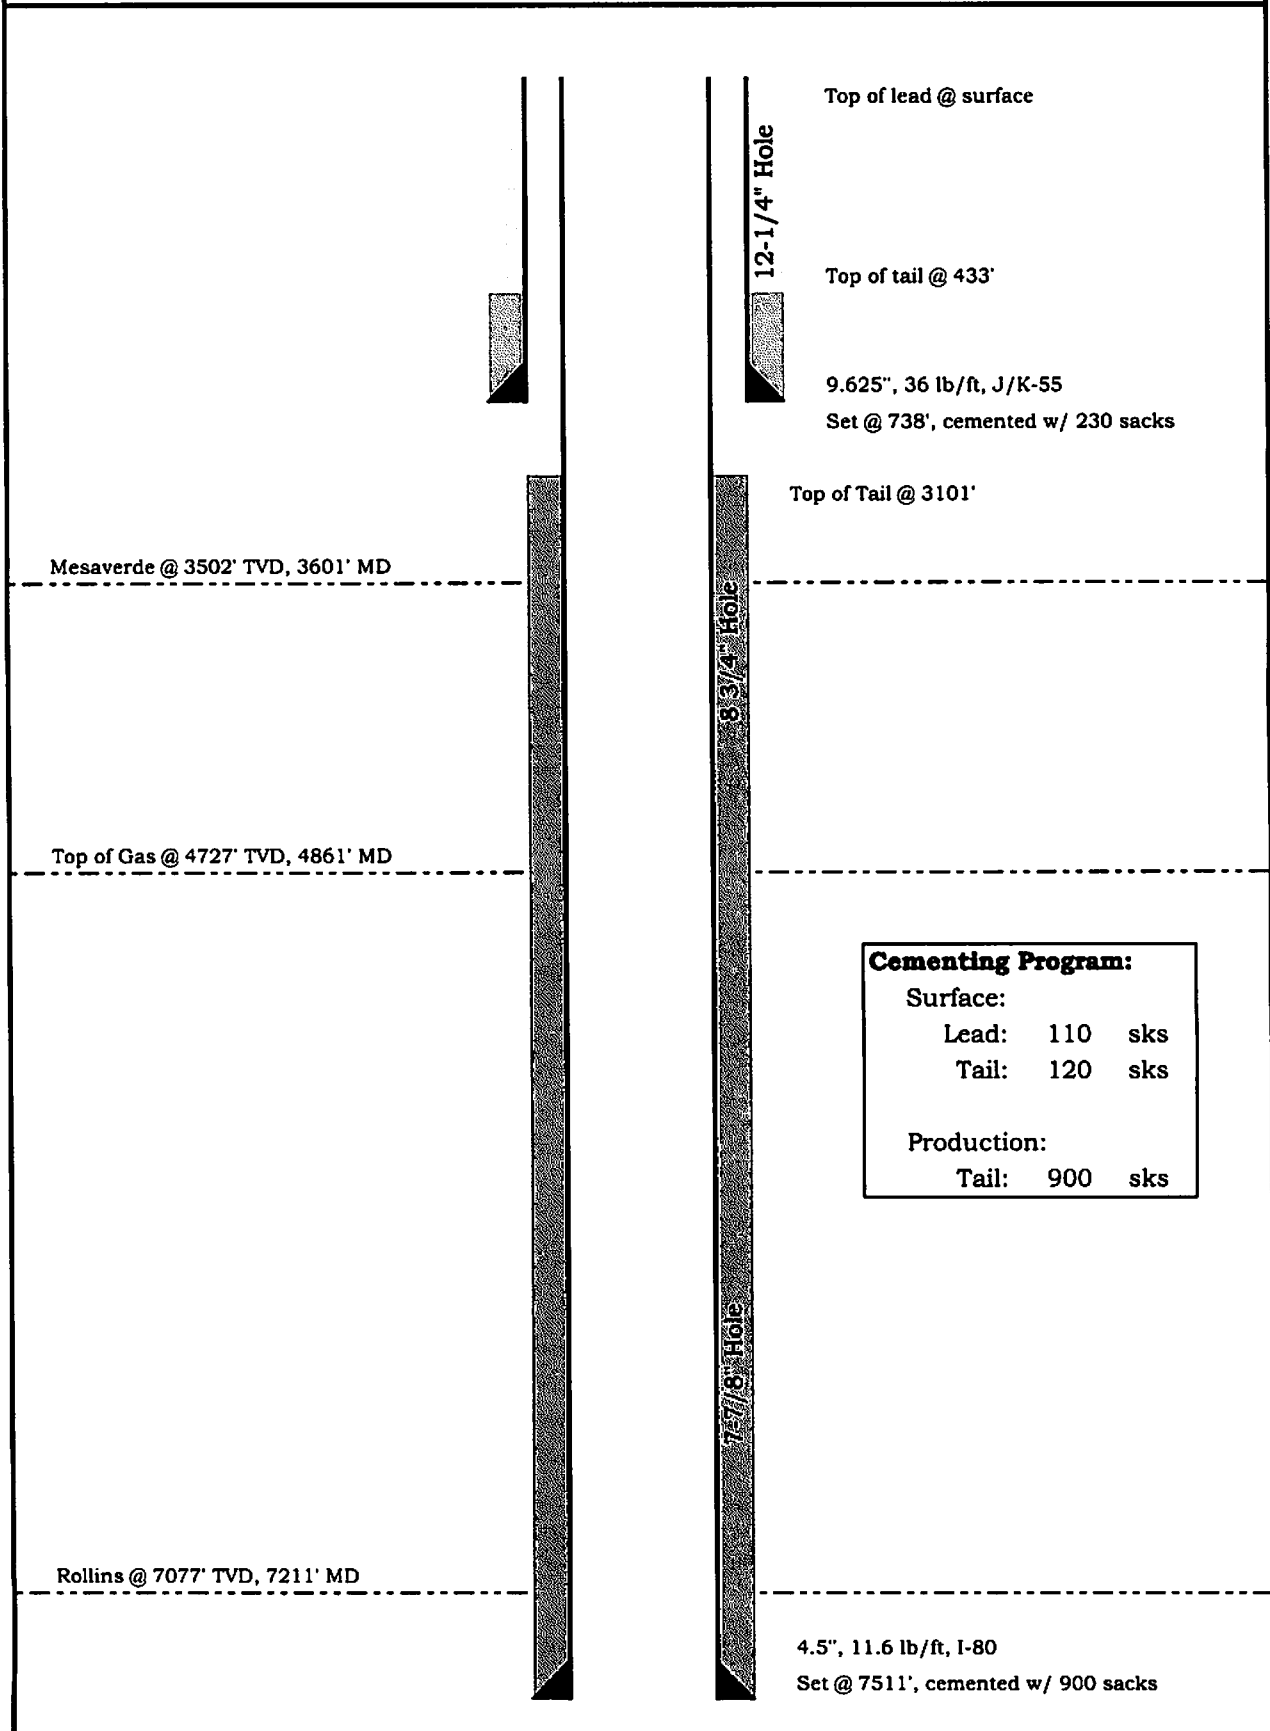 Top of lead @ surface
12-1/4" Hole
Top of tail @ 433'
9.625", 36 lb/ft, J/K-55
Set @ 738', cemented w/ 230 sacks
Top of Tail @ 3101'
Mesaverde @ 3502' TVD, 3601' MD
8 3/4" Hole
Top of Gas @ 4727' TVD, 4861' MD
Cementing Program:
Surface:
Lead: 110 sks
Tail: 120 sks
Production:
Tail: 900 sks
7-7/8" Hole
Rollins @ 7077' TVD, 7211' MD
4.5", 11.6 lb/ft, I-80
Set @ 7511', cemented w/ 900 sacks